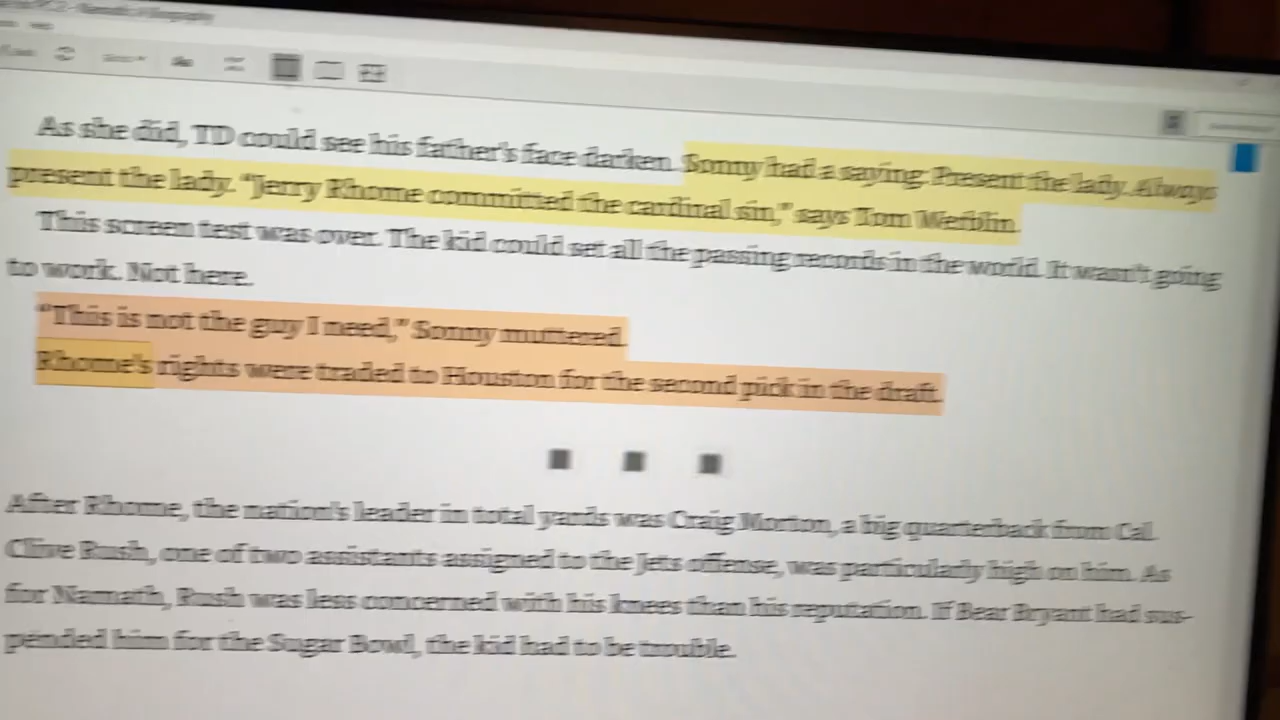 As she did, TD could see his father's face darken. Sonny had a saying: Present the lady. Always
present the lady. "Jerry Rhome committed the cardinal sin," says Tom Werblin.
This screen test was over. The kid could set all the passing records in the world. It wasn't going
to work. Not here.
"This is not the guy I need," Sonny muttered.
Rhome's rights were traded to Houston for the second pick in the draft.
After Rhome, the nation's leader in total yards was Craig Morton, a big quarterback from Cal.
Clive Rush, one of two assistants assigned to the Jets offense, was particularly high on him. As
for Namath, Rush was less concerned with his knees than his reputation. If Bear Bryant had sus-
pended him for the Sugar Bowl, the kid had to be trouble.